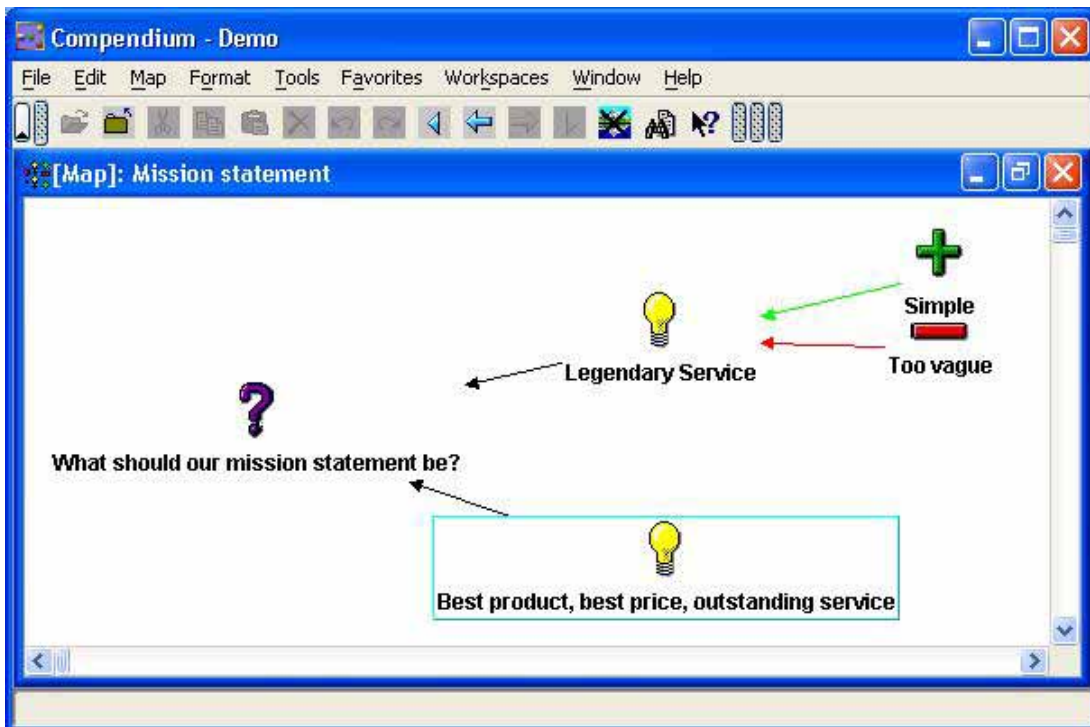 Compendium - Demo
File Edit Map Format Tools Favorites Workspaces Window Help
[Map]: Mission statement
Simple
Too vague
Legendary Service
What should our mission statement be?
Best product, best price, outstanding service